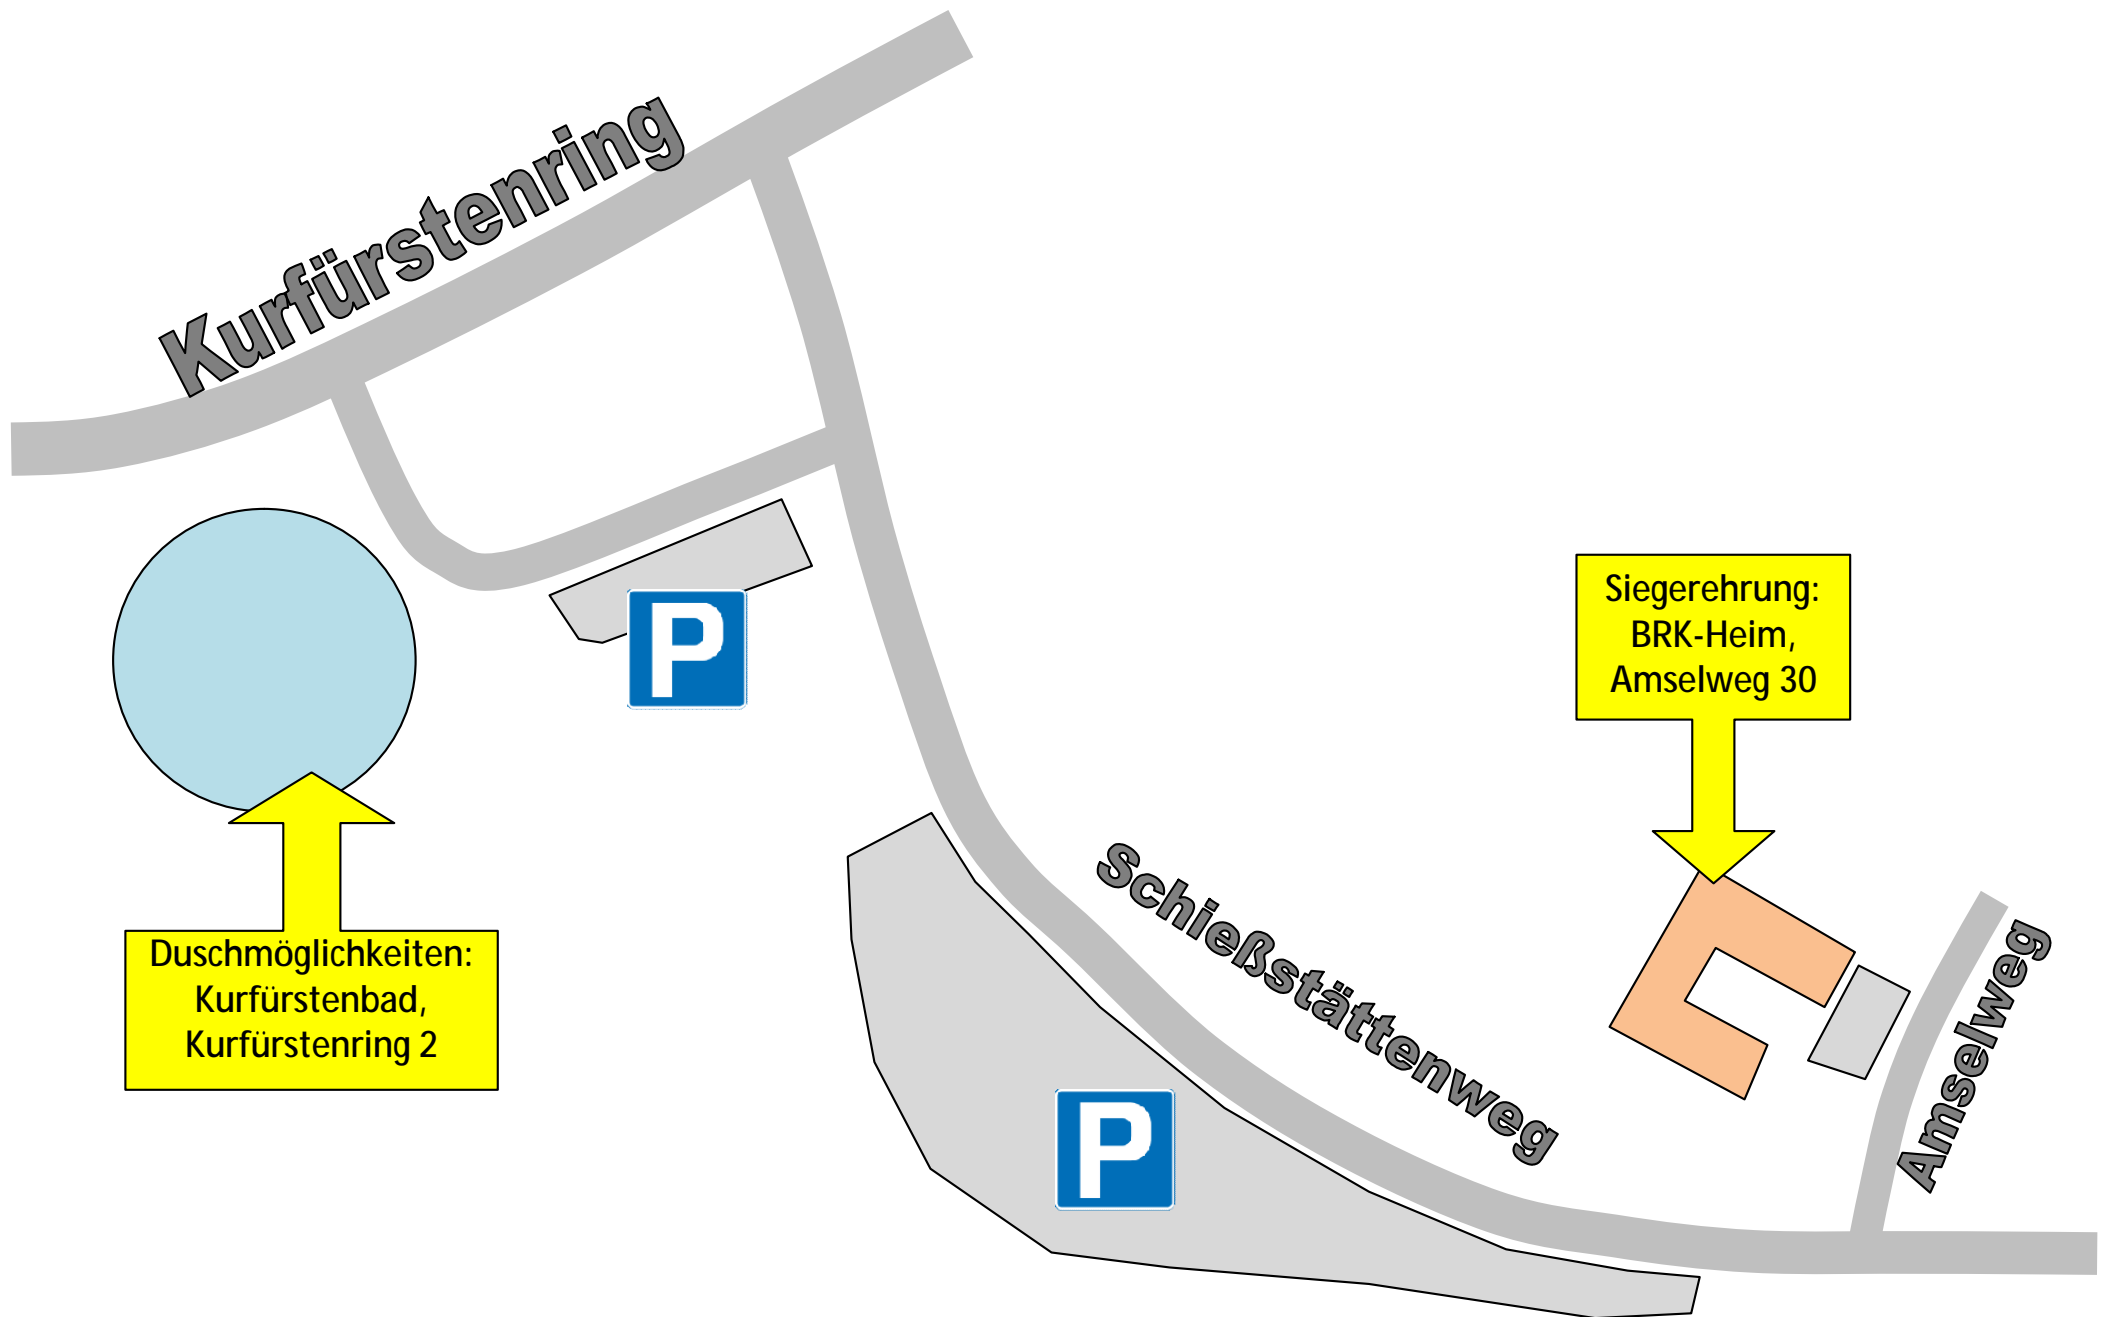 Kurfürstenring
Siegerehrung:
BRK-Heim,
Amselweg 30
P
Duschmöglichkeiten:
Kurfürstenbad,
Kurfürstenring 2
Schießstättenweg
Amselweg
P